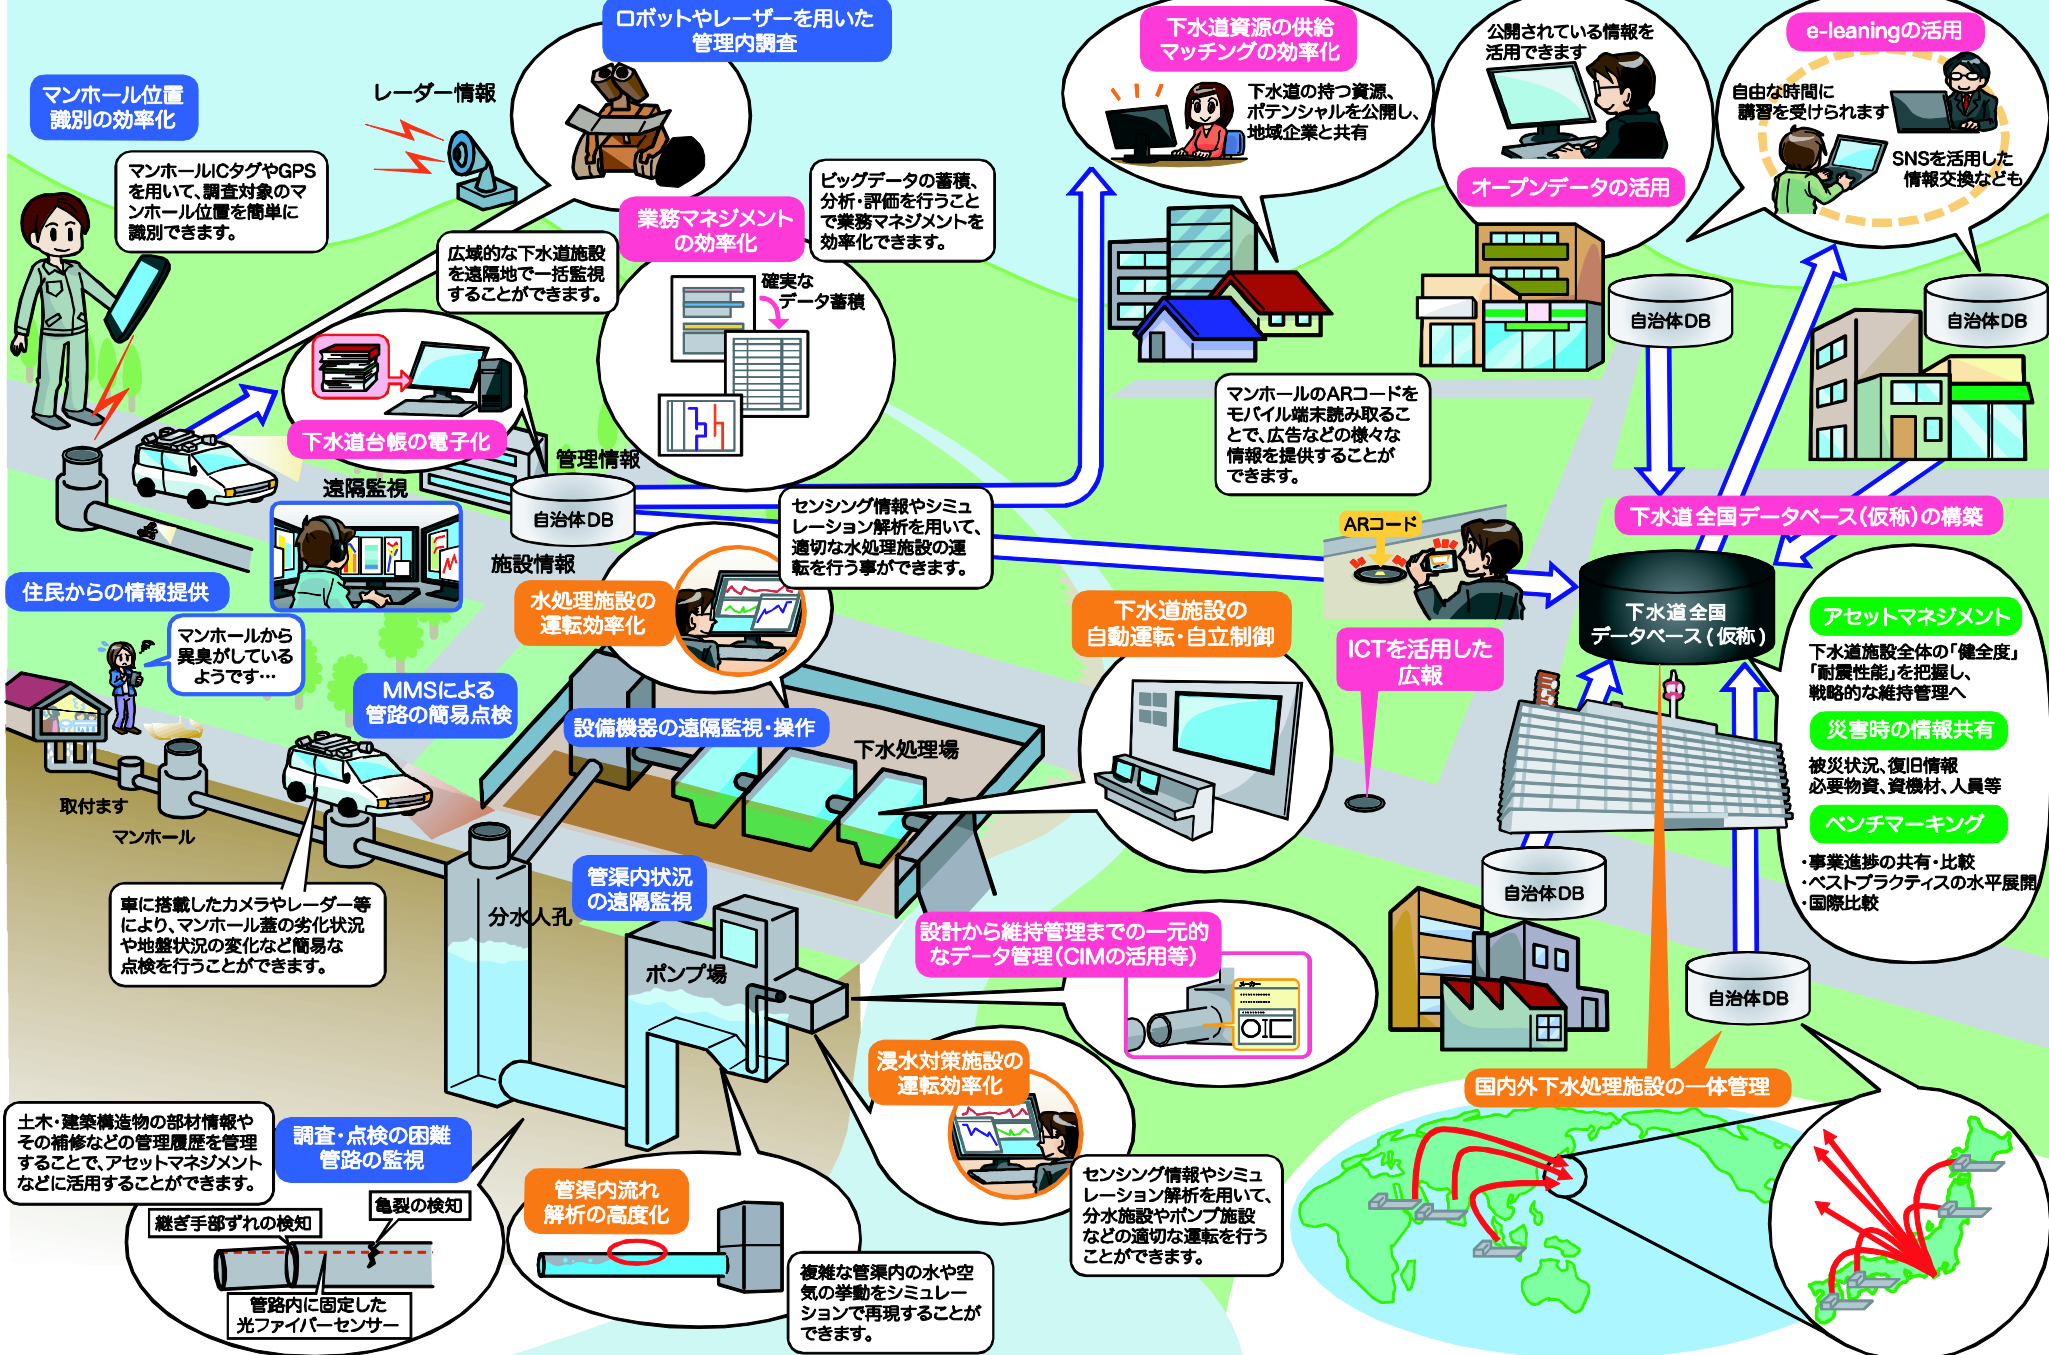 ロボットやレーザーを用いた
管理内調査
マンホール位置
識別の効率化
レーダー情報
マンホールICタグやGPS
を用いて、調査対象のマ
ンホール位置を簡単に
識別できます。
広域的な下水道施設
を遠隔地で一括監視
することができます。
業務マネジメント
の効率化
ビッグデータの蓄積、
分析・評価を行うこと
で業務マネジメントを
効率化できます。
確実な
データ蓄積
下水道資源の供給
マッチングの効率化
下水道の持つ資源、
ポテンシャルを公開し、
地域企業と共有
公開されている情報を
活用できます
オープンデータの活用
e-leaningの活用
自由な時間に
講習を受けられます
SNSを活用した
情報交換なども
自治体DB
自治体DB
下水道台帳の電子化
管理情報
遠隔監視
自治体DB
施設情報
マンホールのARコードを
モバイル端末読み取るこ
とで、広告などの様々な
情報を提供することが
できます。
センシング情報やシミュ
レーション解析を用いて、
適切な水処理施設の運
転を行う事ができます。
ARコード
下水道全国データベース(仮称)の構築
下水道全国
データベース(仮称)
住民からの情報提供
マンホールから
異臭がしている
ようです…
水処理施設の
運転効率化
下水道施設の
自動運転・自立制御
ICTを活用した
広報
アセットマネジメント
下水道施設全体の「健全度」
「耐震性能」を把握し、
戦略的な維持管理へ
災害時の情報共有
被災状況、復旧情報
必要物資、資機材、人員等
ベンチマーキング
・事業進捗の共有・比較
・ベストプラクティスの水平展開
・国際比較
MMSによる
管路の簡易点検
設備機器の遠隔監視・操作
下水処理場
取付ます
マンホール
車に搭載したカメラやレーダー等
により、マンホール蓋の劣化状況
や地盤状況の変化など簡易な
点検を行うことができます。
分水人孔
管渠内状況
の遠隔監視
ポンプ場
設計から維持管理までの一元的
なデータ管理(CIMの活用等)
メーカー
自治体DB
自治体DB
浸水対策施設の
運転効率化
国内外下水処理施設の一体管理
土木・建築構造物の部材情報や
その補修などの管理履歴を管理
することで、アセットマネジメント
などに活用することができます。
調査・点検の困難
管路の監視
亀裂の検知
継ぎ手部ずれの検知
管路内に固定した
光ファイバーセンサー
管渠内流れ
解析の高度化
複雑な管渠内の水や空
気の挙動をシミュレー
ションで再現することが
できます。
センシング情報やシミュ
レーション解析を用いて、
分水施設やポンプ施設
などの適切な運転を行う
ことができます。